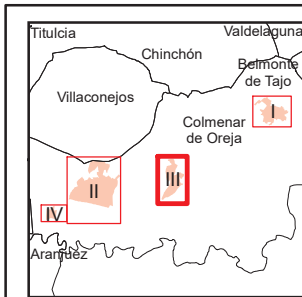 Titulcia
Valdelaguna
Chinchón
Belmonte
de Tajo
Villaconejos
I
Colmenar
de Oreja
II
III
IV
Aranjuez